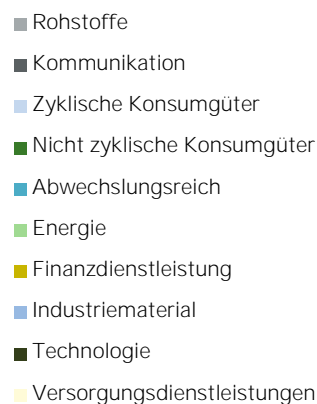 Rohstoffe
Kommunikation
Zyklische Konsumgüter
Nicht zyklische Konsumgüter
Abwechslungsreich
Energie
Finanzdienstleistung
Industriematerial
Technologie
Versorgungsdienstleistungen